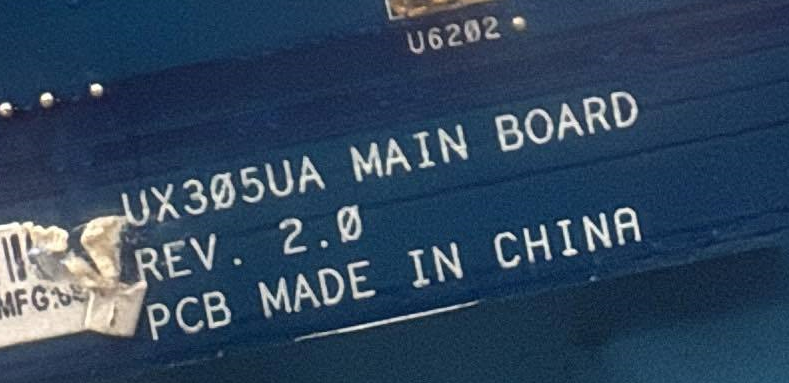 U6202
UX305UA MAIN BOARD
REV. 2.0
PCB MADE IN CHINA
MFG: